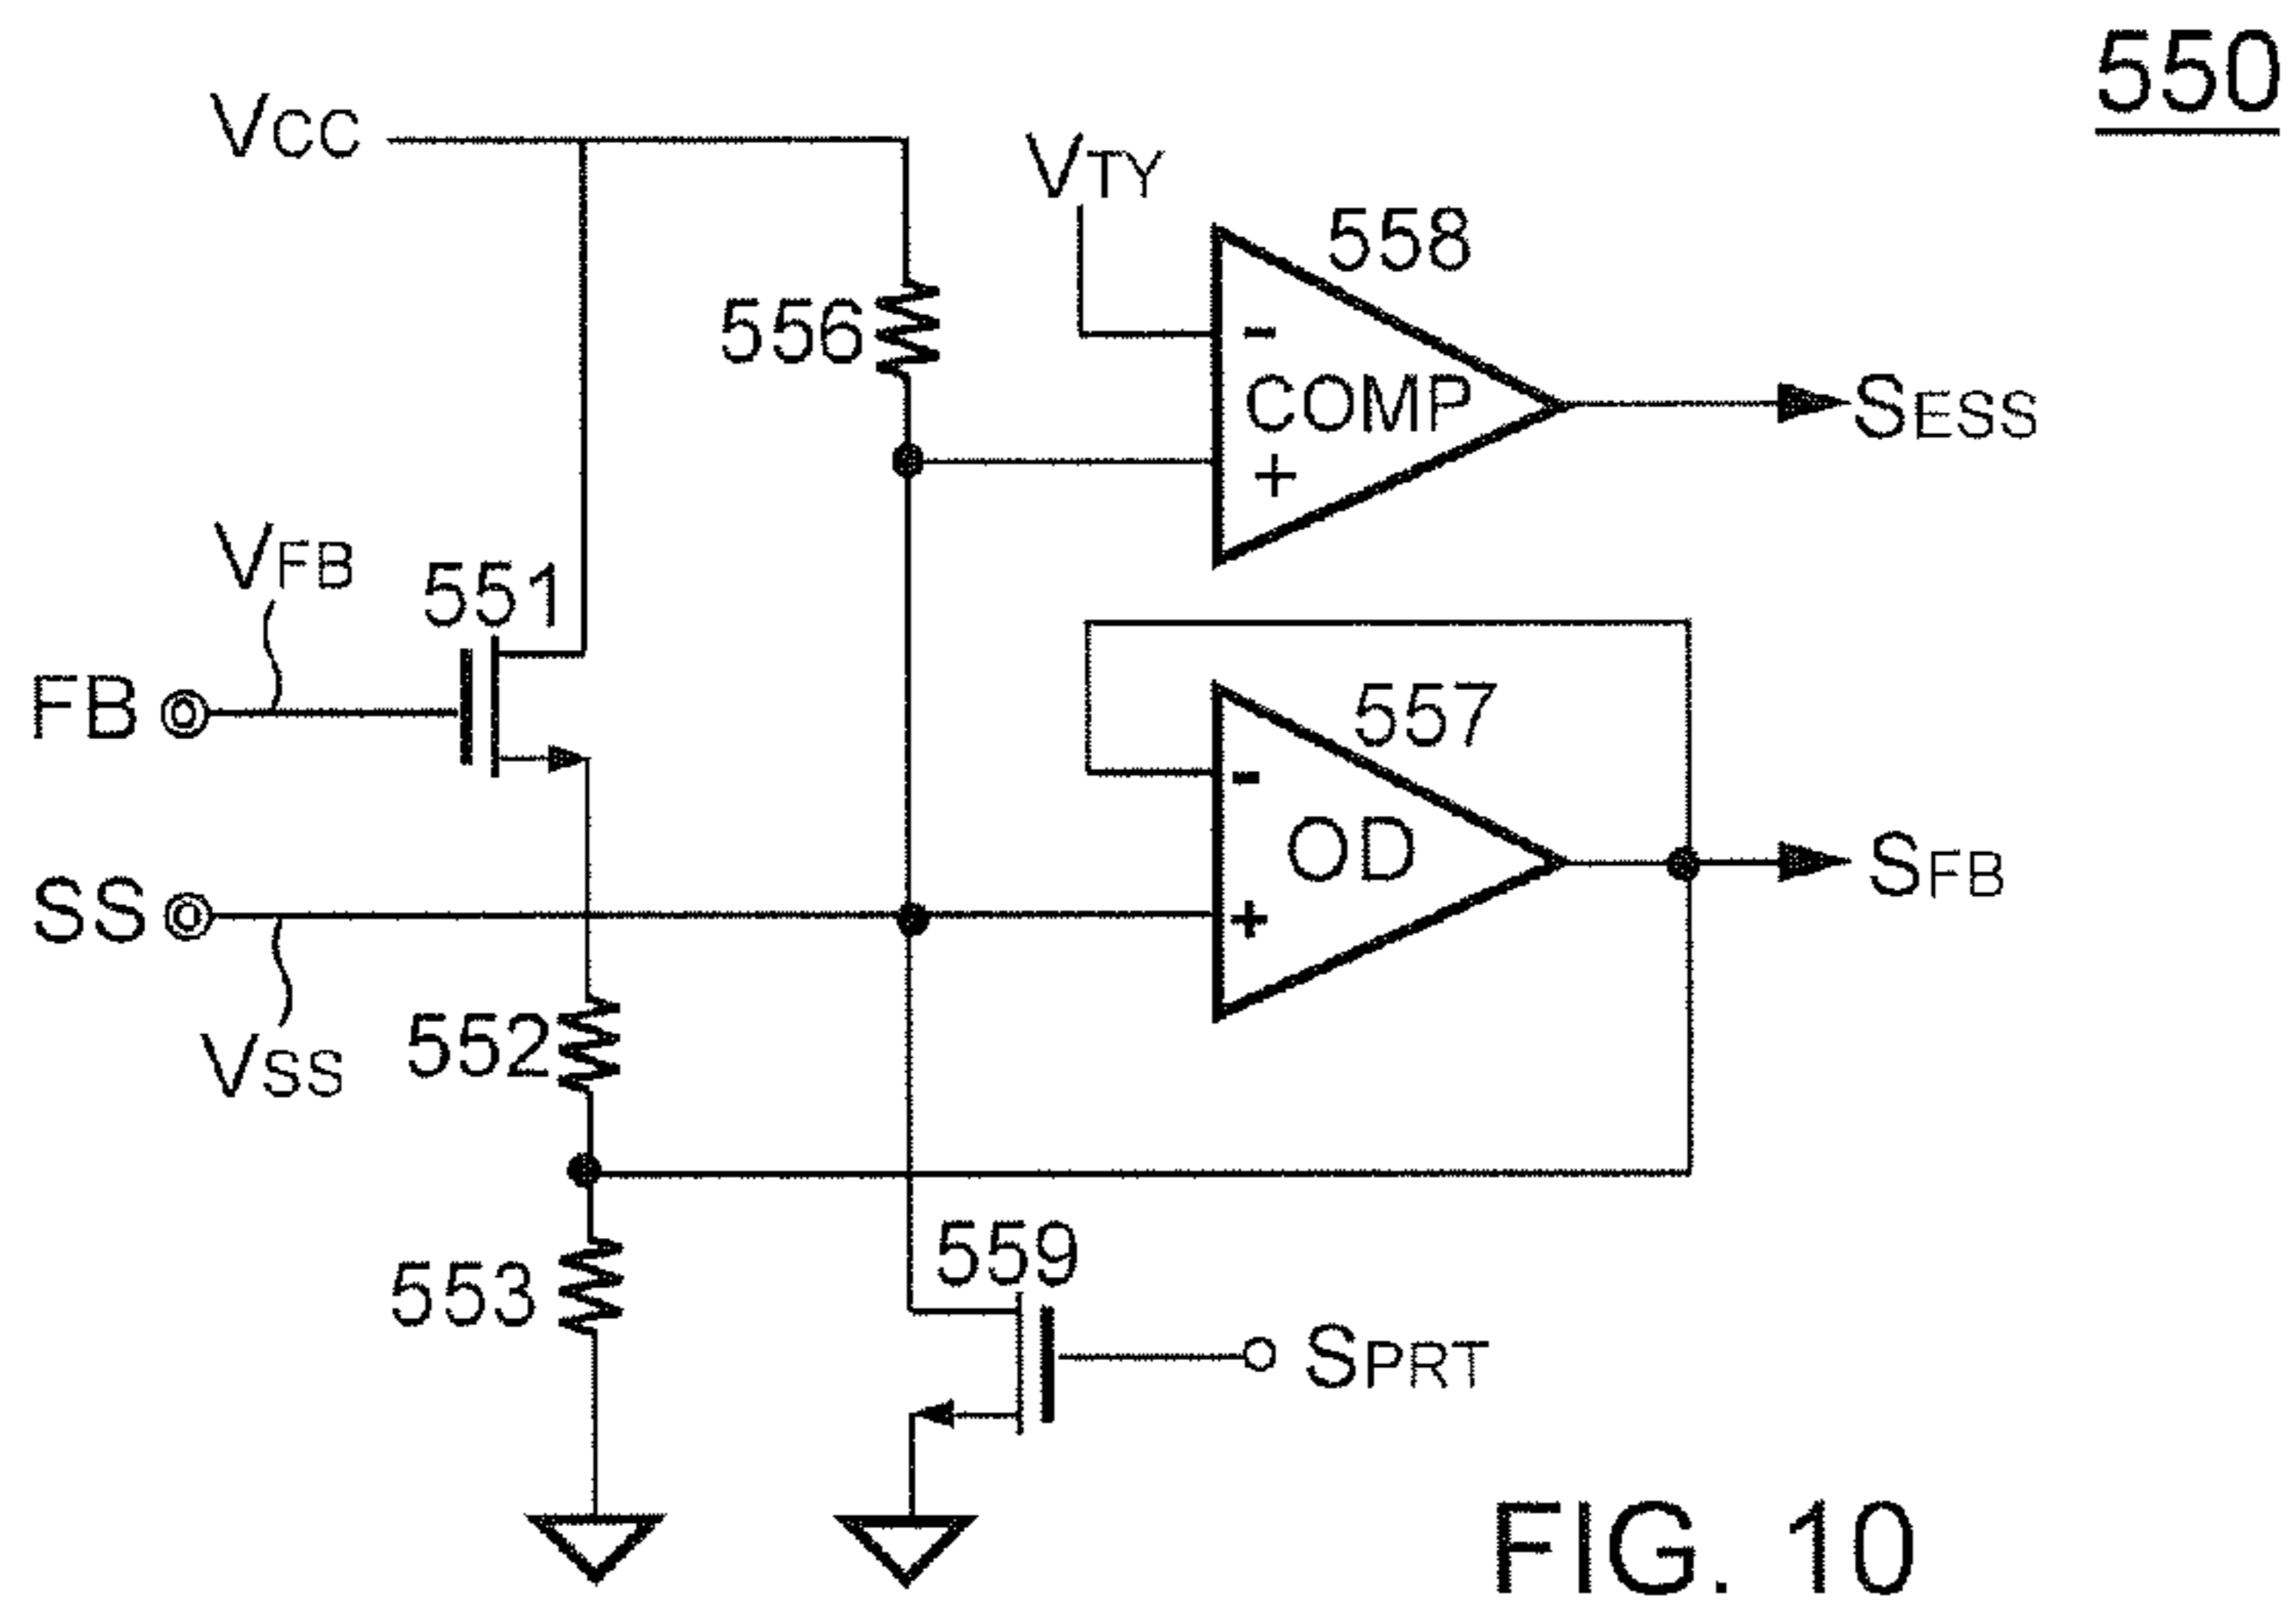 550
VCC
VTY
558
556
-
COMP
+
SESS
VFB
551
FB
557
-
OD
+
SFB
SS
VSS
552
553
559
SPRT
FIG. 10